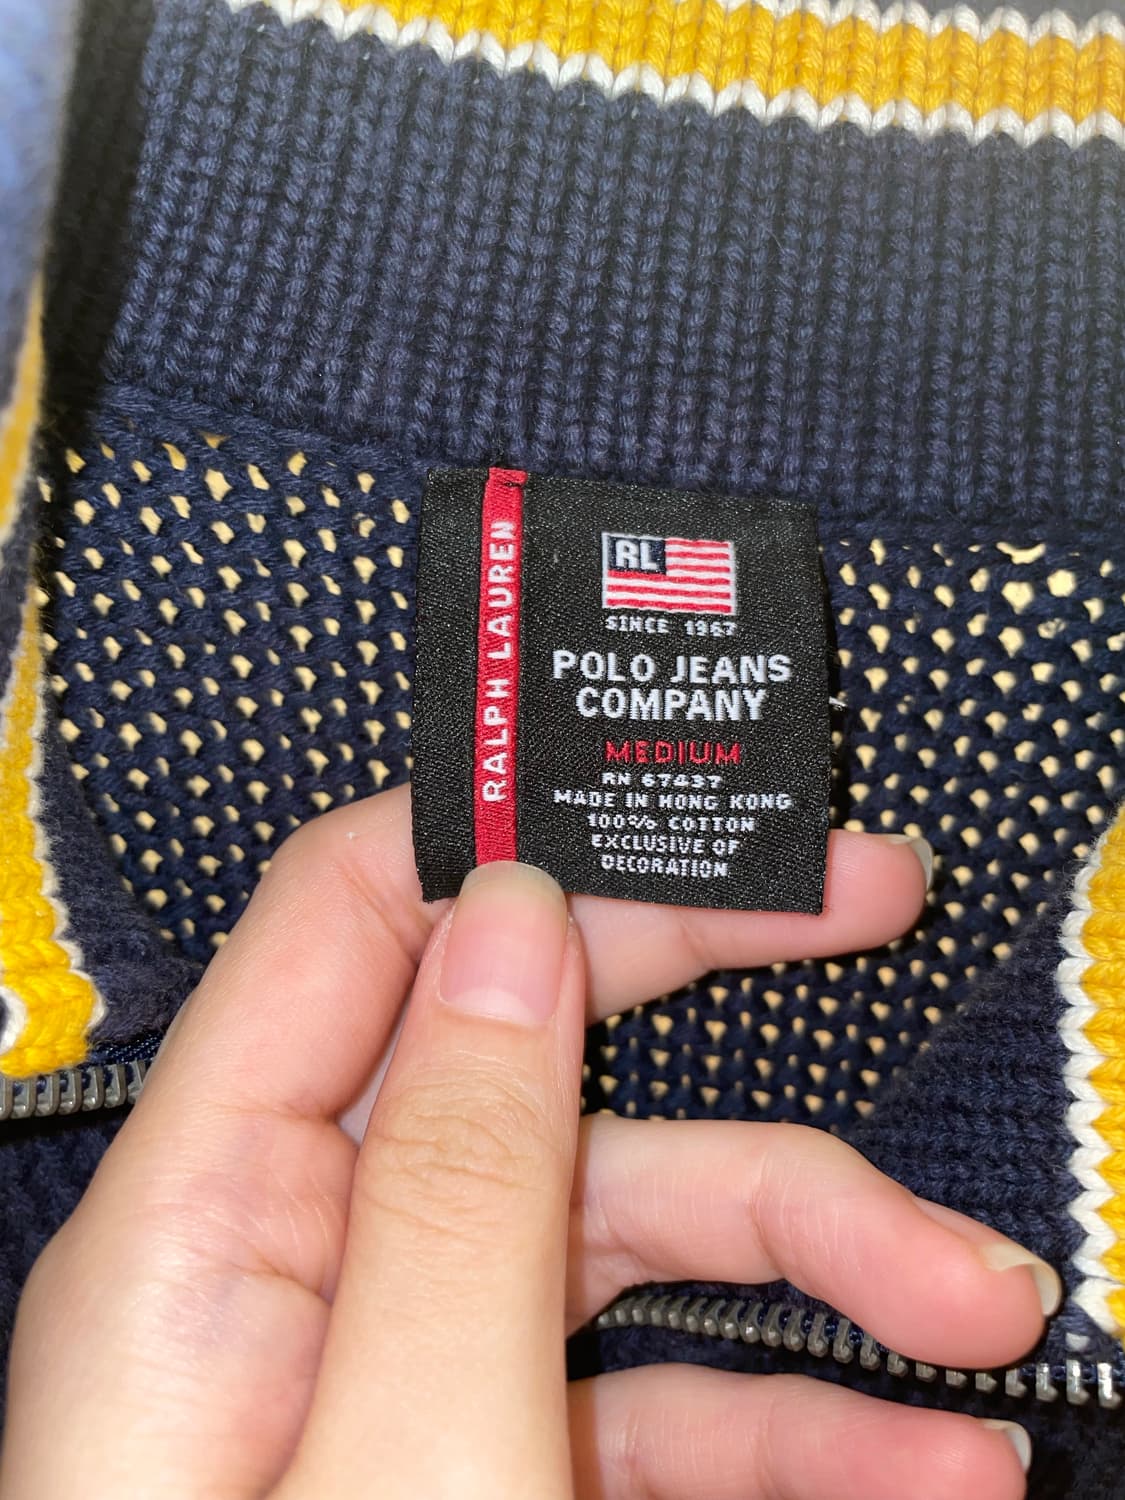 RALPH LAUREN
RL
SINCE 1967
POLO JEANS
COMPANY
MEDIUM
RN 67437
MADE IN HONG KONG
100% COTTON
EXCLUSIVE OF
DECORATION